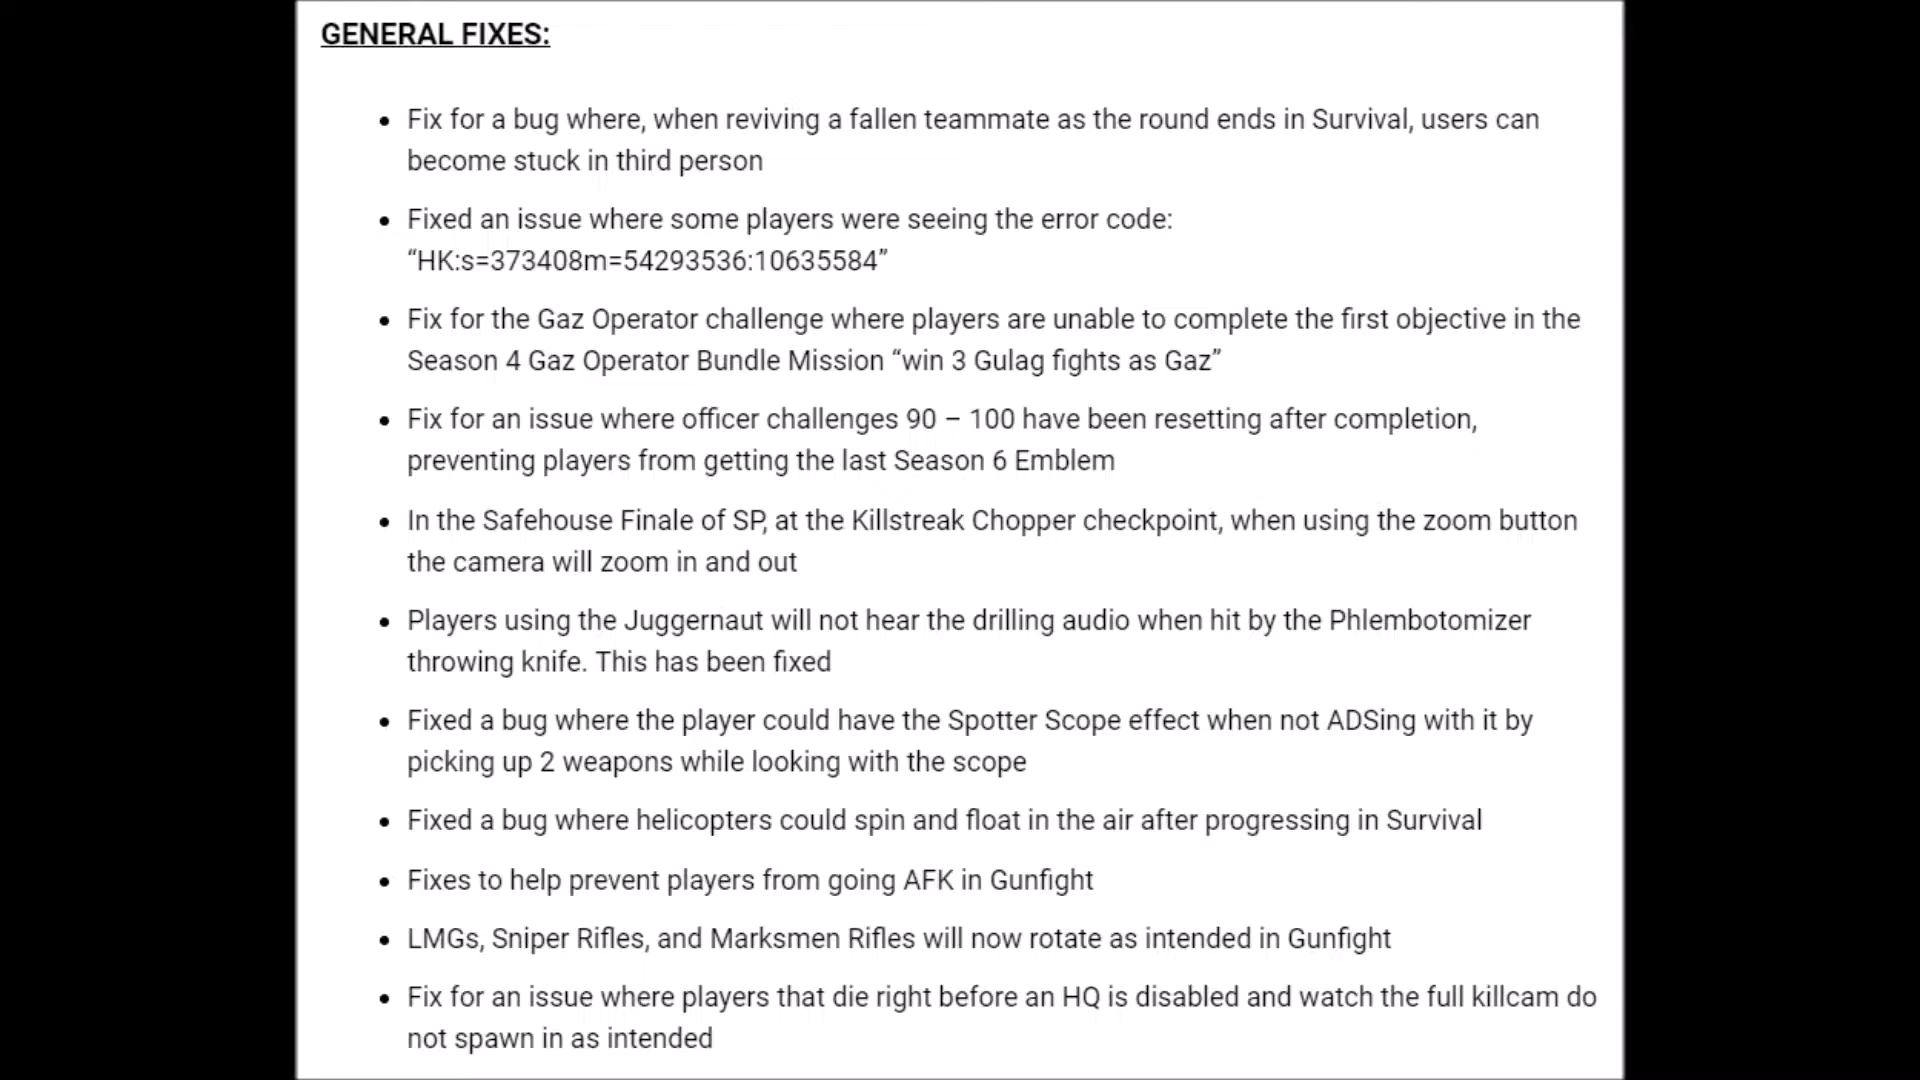 GENERAL FIXES:
• Fix for a bug where, when reviving a fallen teammate as the round ends in Survival, users can
become stuck in third person
• Fixed an issue where some players were seeing the error code:
“HK:s=373408m=54293536:10635584”
• Fix for the Gaz Operator challenge where players are unable to complete the first objective in the
Season 4 Gaz Operator Bundle Mission “win 3 Gulag fights as Gaz”
• Fix for an issue where officer challenges 90 – 100 have been resetting after completion,
preventing players from getting the last Season 6 Emblem
• In the Safehouse Finale of SP, at the Killstreak Chopper checkpoint, when using the zoom button
the camera will zoom in and out
• Players using the Juggernaut will not hear the drilling audio when hit by the Phlembotomizer
throwing knife. This has been fixed
• Fixed a bug where the player could have the Spotter Scope effect when not ADSing with it by
picking up 2 weapons while looking with the scope
• Fixed a bug where helicopters could spin and float in the air after progressing in Survival
• Fixes to help prevent players from going AFK in Gunfight
• LMGs, Sniper Rifles, and Marksmen Rifles will now rotate as intended in Gunfight
• Fix for an issue where players that die right before an HQ is disabled and watch the full killcam do
not spawn in as intended